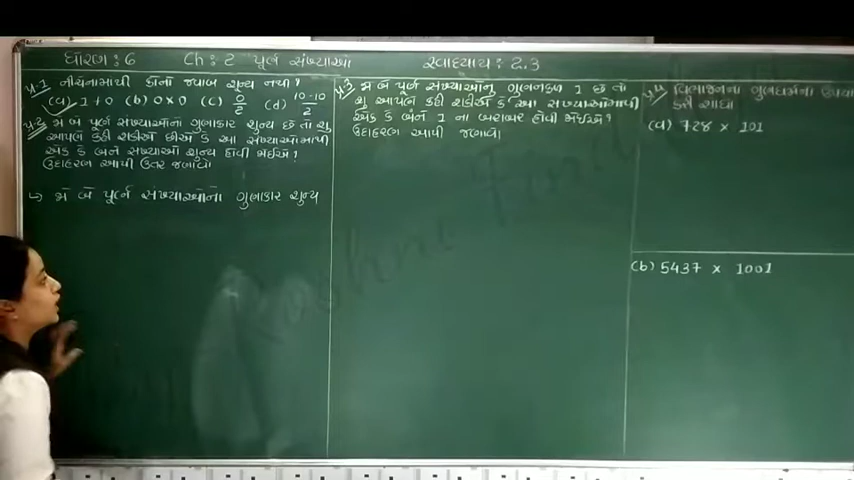 ધોરણ : 6 Ch : 2 પૂર્ણ સંખ્યાઓ સ્વાધ્યાય : 2.3
પ્ર.1 નીચેનામાંથી કોનો જવાબ શૂન્ય નથી ?
(a) 1 + 0 (b) 0 × 0 (c) 0/2 (d) 10-10/2
પ્ર.2 જો બે પૂર્ણ સંખ્યાઓનો ગુણાકાર શૂન્ય છે તો શું
આપણે કહી શકીએ છીએ કે આ સંખ્યાઓમાંથી
એક કે બંને સંખ્યાઓ શૂન્ય હોવી જોઈએ ?
ઉદાહરણ આપી ઉત્તર જણાવો
↳ જો બે પૂર્ણ સંખ્યાઓનો ગુણાકાર શૂન્ય
પ્ર.3 જો બે પૂર્ણ સંખ્યાઓનું ગુણનફળ 1 છે તો
શું આપણે કહી શકીએ કે આ સંખ્યાઓમાંથી
એક કે બંને 1 ના બરાબર હોવી જોઈએ ?
ઉદાહરણ આપી જણાવો
પ્ર.4 વિભાજનના ગુણધર્મના ઉપયોગ
કરી શોધો
(a) 728 × 101
(b) 5437 × 1001